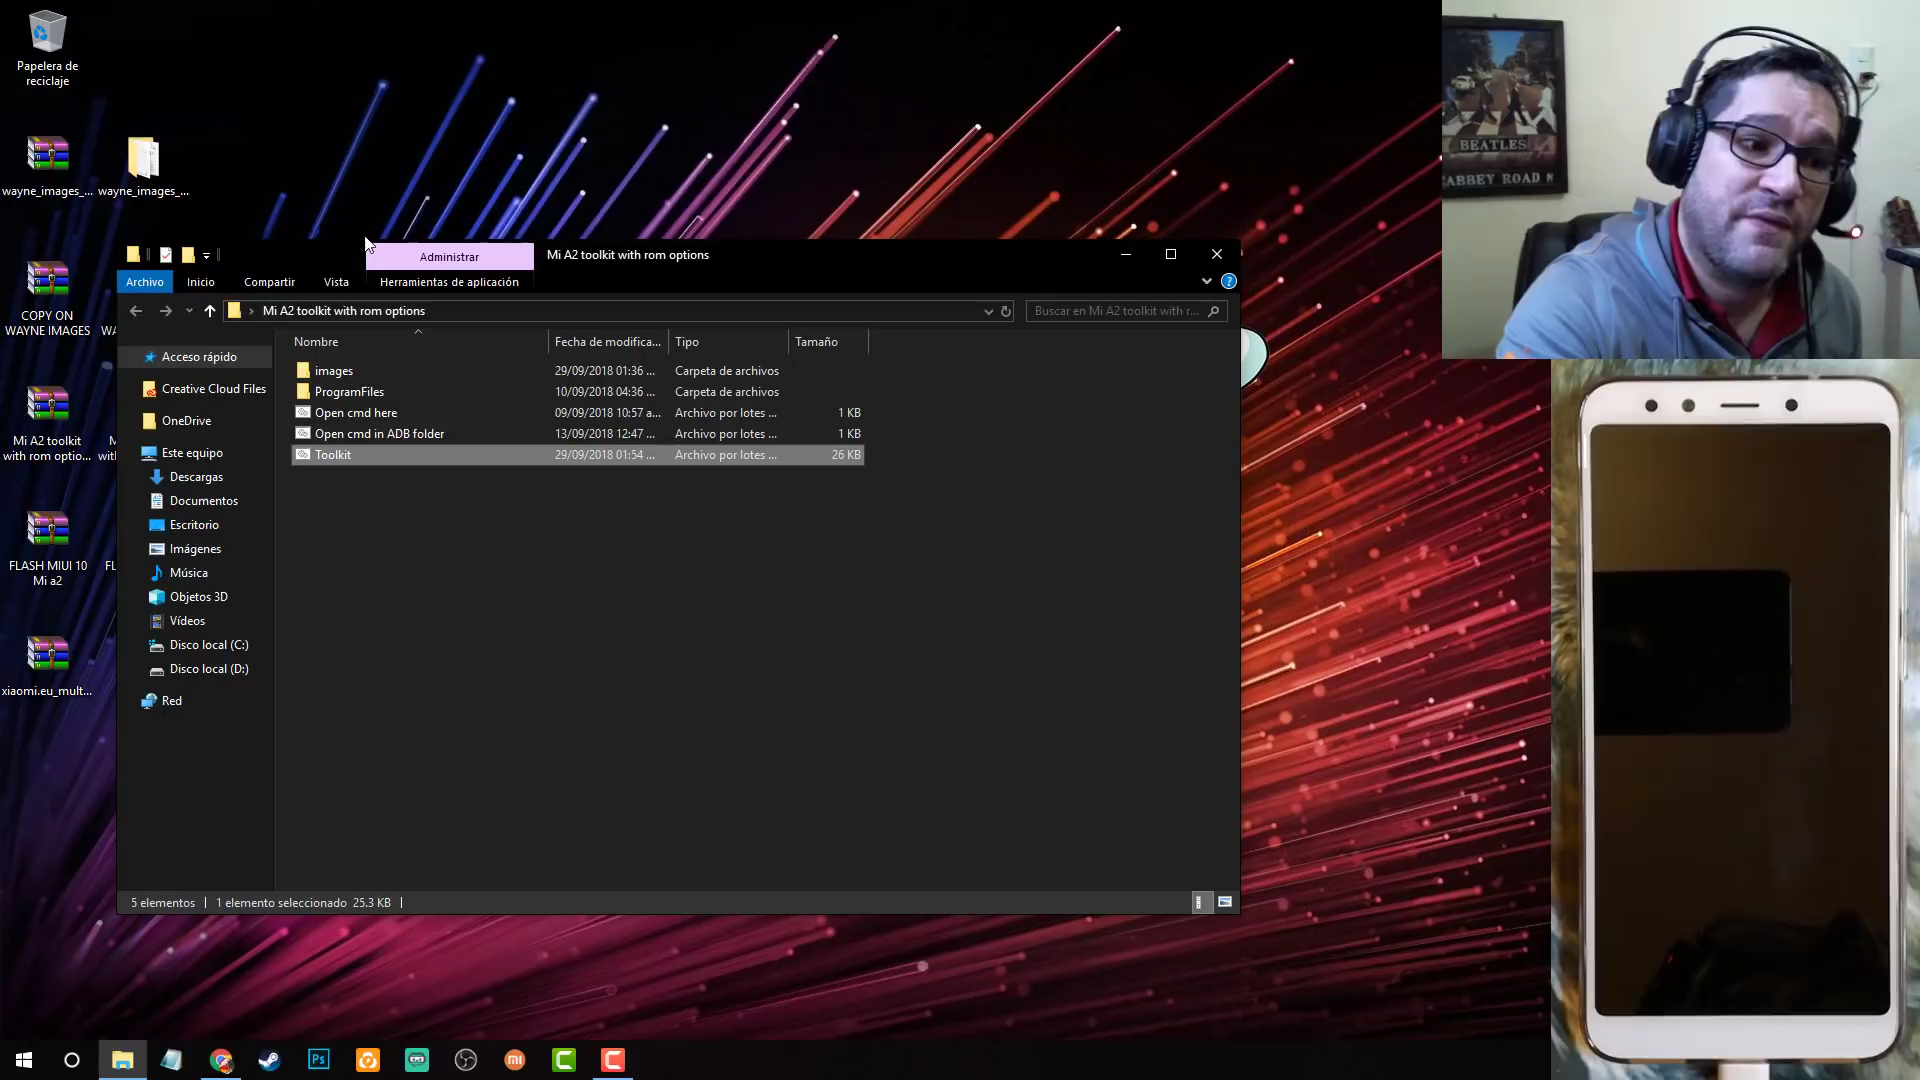 Papelera de
reciclaje
wayne_images_...
wayne_images_...
COPY ON
WAYNE IMAGES
Mi A2 toolkit
with rom optio...
FLASH MIUI 10
Mi a2
xiaomi.eu_mult...
Administrar
Mi A2 toolkit with rom options
Archivo
Inicio
Compartir
Vista
Herramientas de aplicación
Mi A2 toolkit with rom options
Buscar en Mi A2 toolkit with r...
Nombre
Fecha de modifica...
Tipo
Tamaño
images 29/09/2018 01:36 ... Carpeta de archivos
ProgramFiles 10/09/2018 04:36 ... Carpeta de archivos
Open cmd here 09/09/2018 10:57 a... Archivo por lotes ... 1 KB
Open cmd in ADB folder 13/09/2018 12:47 ... Archivo por lotes ... 1 KB
Toolkit 29/09/2018 01:54 ... Archivo por lotes ... 26 KB
Acceso rápido
Creative Cloud Files
OneDrive
Este equipo
Descargas
Documentos
Escritorio
Imágenes
Música
Objetos 3D
Vídeos
Disco local (C:)
Disco local (D:)
Red
5 elementos
1 elemento seleccionado 25.3 KB
Ps
BEATLES
ABBEY ROAD